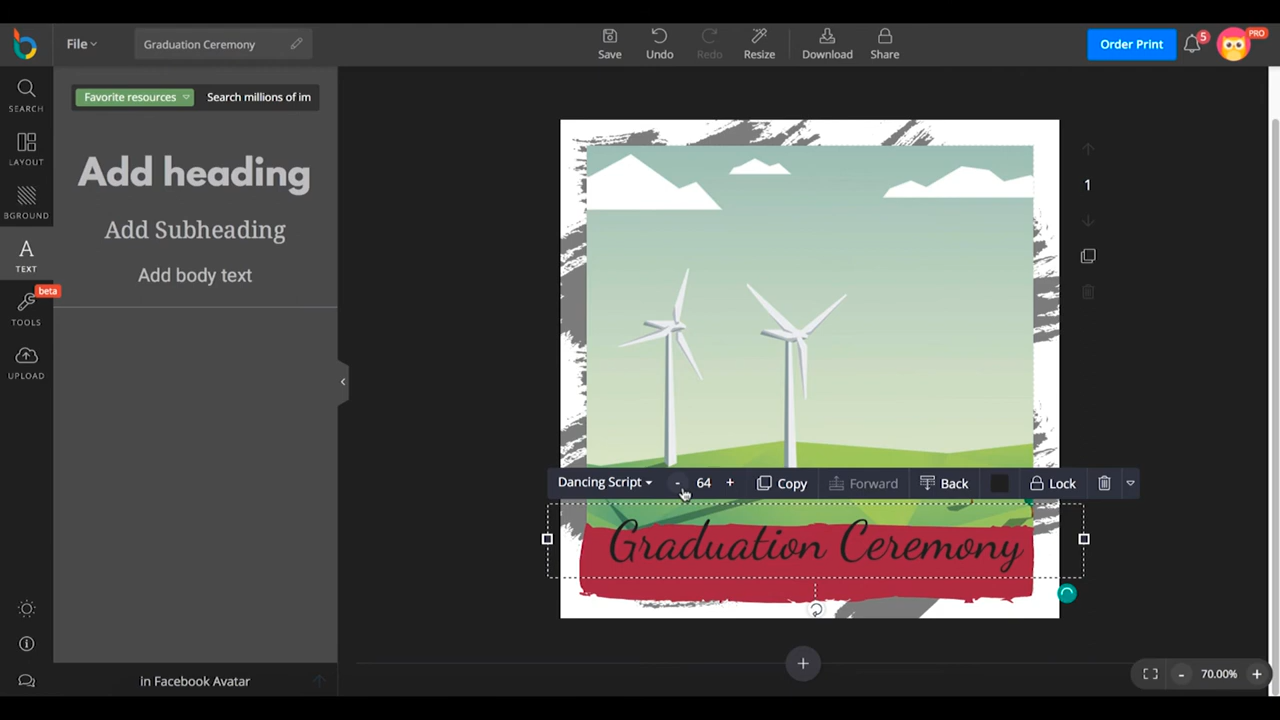 File
Graduation Ceremony
Save
Undo
Redo
Resize
Download
Share
Order Print
5
PRO
SEARCH
LAYOUT
BGROUND
TEXT
beta
TOOLS
UPLOAD
Favorite resources
Search millions of im
Add heading
Add Subheading
Add body text
in Facebook Avatar
1
Dancing Script
- 64 +
Copy
Forward
Back
Lock
Graduation Ceremony
+
- 70.00% +